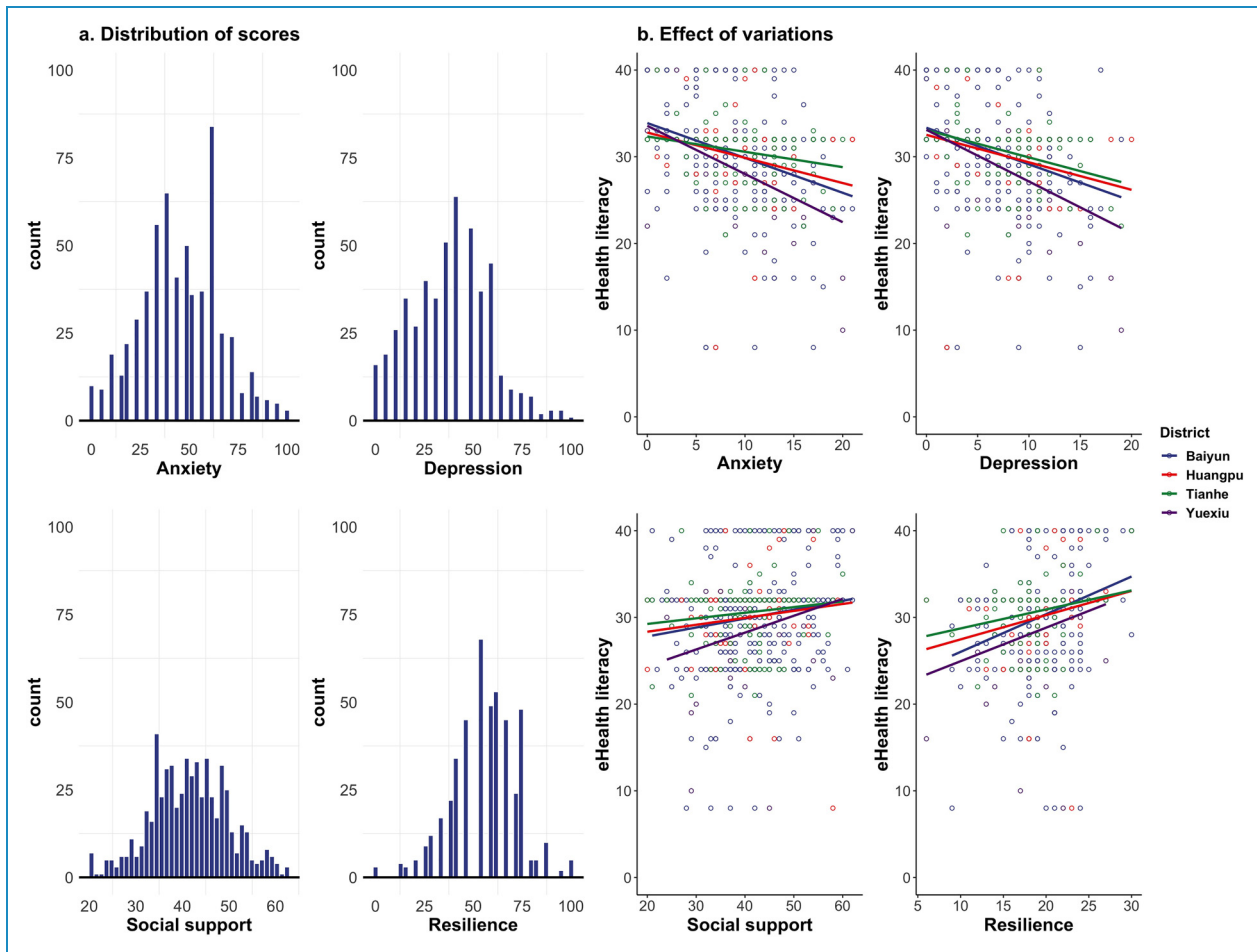 a. Distribution of scores
b. Effect of variations
100
75
50
25
0
count
0 25 50 75 100
Anxiety
100
75
50
25
0
count
0 25 50 75 100
Depression
40
30
20
10
0
eHealth literacy
0 5 10 15 20
Anxiety
40
30
20
10
0
eHealth literacy
0 5 10 15 20
Depression
District
Baiyun
Huangpu
Tianhe
Yuexiu
100
75
50
25
0
count
20 30 40 50 60
Social support
100
75
50
25
0
count
0 25 50 75 100
Resilience
40
30
20
10
0
eHealth literacy
20 30 40 50 60
Social support
40
30
20
10
0
eHealth literacy
5 10 15 20 25 30
Resilience